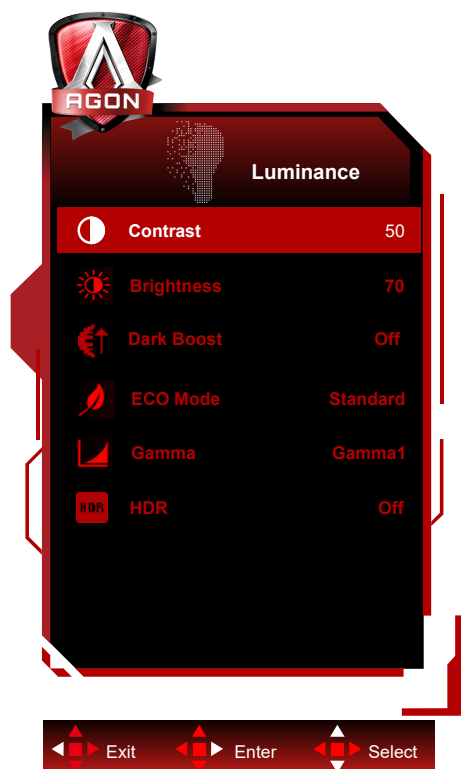 AGON
Luminance
Contrast 50
Brightness 70
Dark Boost Off
ECO Mode Standard
Gamma Gamma1
HDR HDR Off
Exit Enter Select